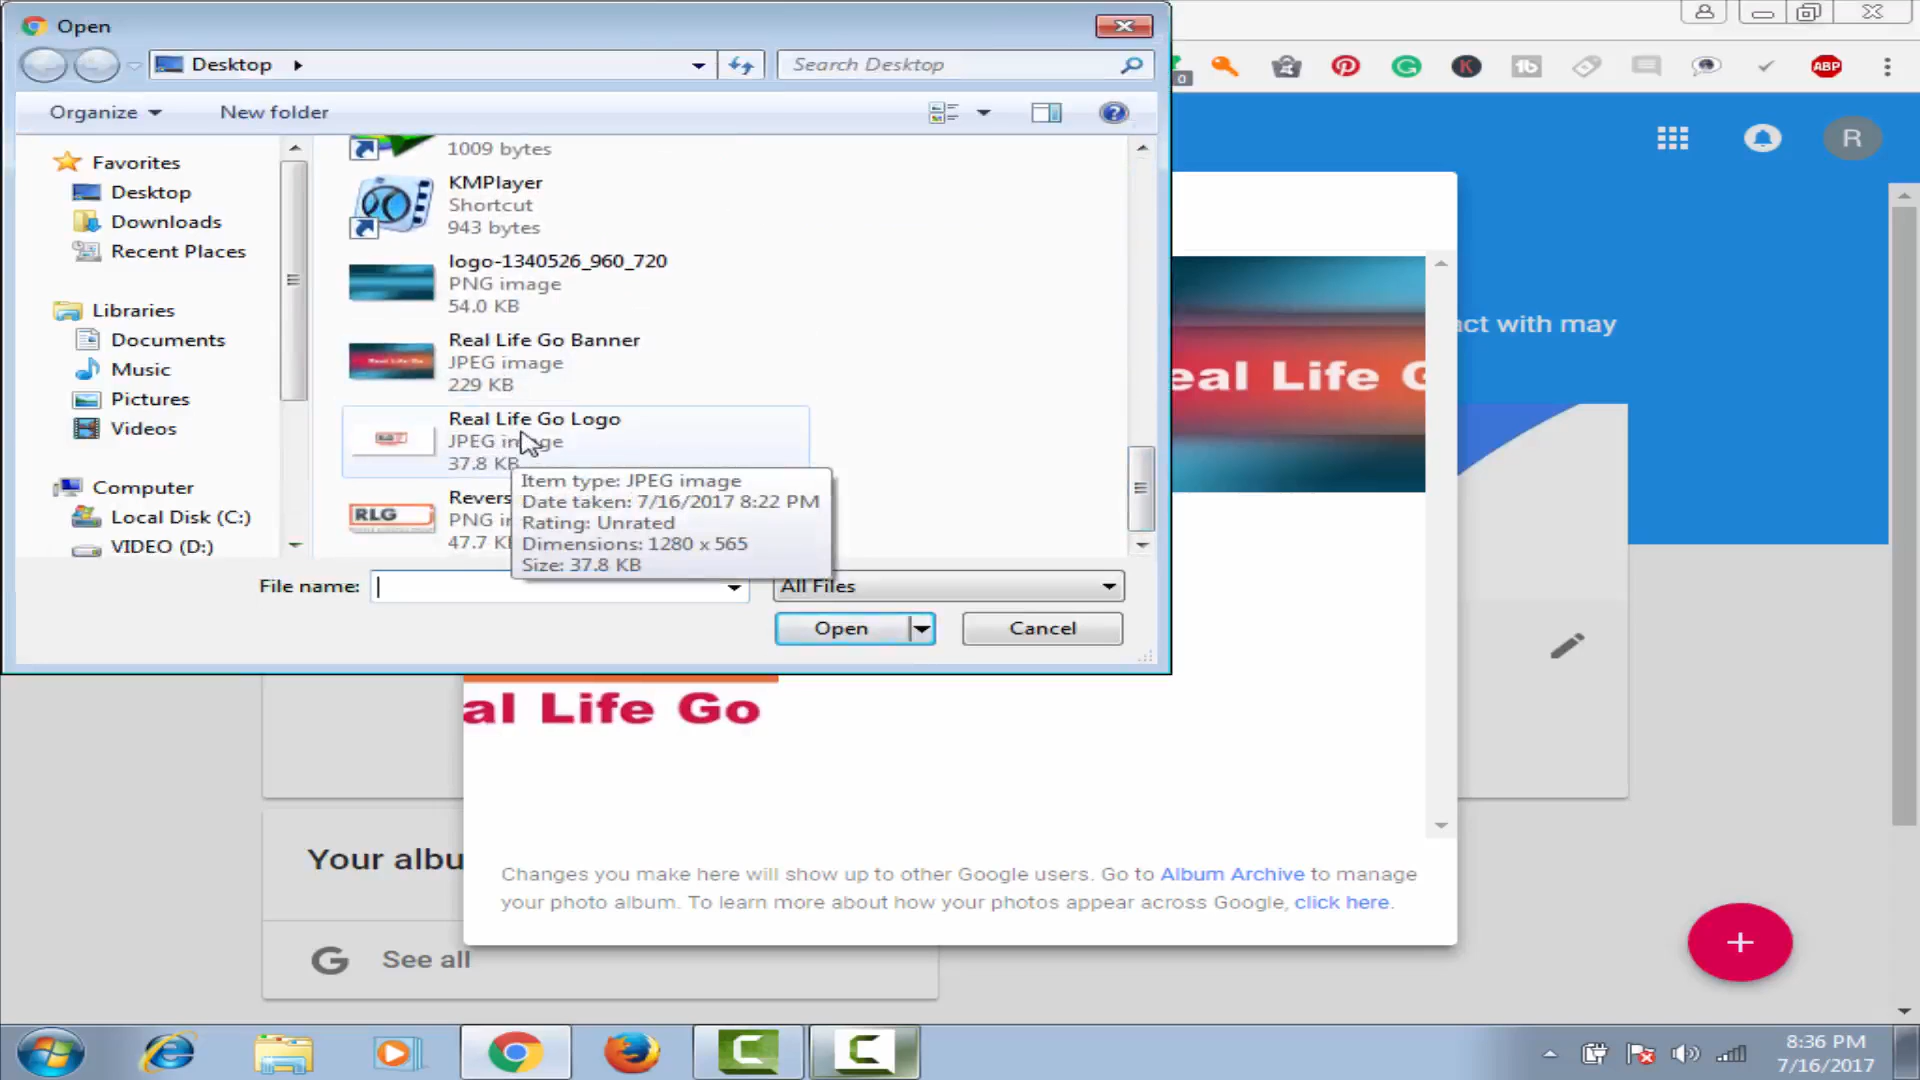 Open
Desktop
Search Desktop
Organize
New folder
Favorites
Desktop
Downloads
Recent Places
Libraries
Documents
Music
Pictures
Videos
Computer
Local Disk (C:)
VIDEO (D:)
1009 bytes
KMPlayer
Shortcut
943 bytes
logo-1340526_960_720
PNG image
54.0 KB
Real Life Go Banner
JPEG image
229 KB
Real Life Go Logo
JPEG image
37.8 KB
RLG
Revers
PNG i
47.7 K
Item type: JPEG image
Date taken: 7/16/2017 8:22 PM
Rating: Unrated
Dimensions: 1280 x 565
Size: 37.8 KB
File name:
All Files
Open
Cancel
0
ABP
R
act with may
eal Life G
al Life Go
Your albu
G See all
Changes you make here will show up to other Google users. Go to Album Archive to manage
your photo album. To learn more about how your photos appear across Google, click here.
8:36 PM
7/16/2017